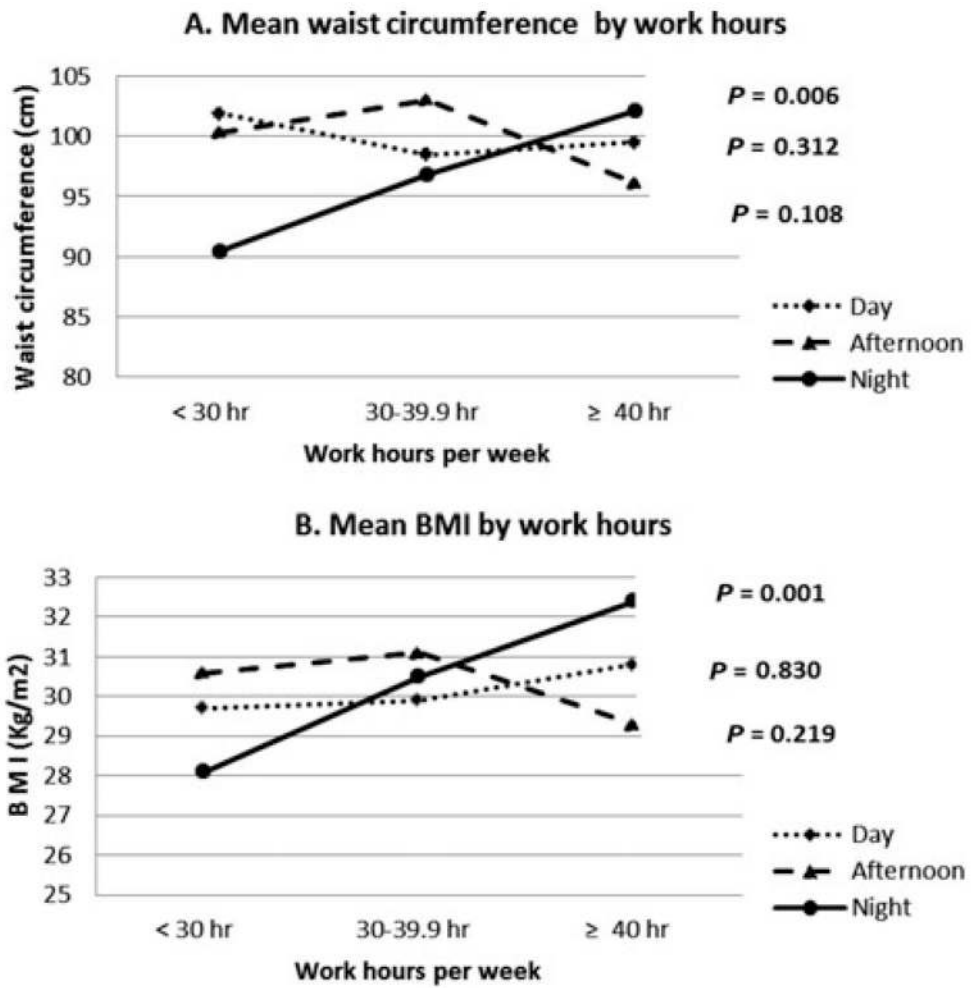 A. Mean waist circumference by work hours
Waist circumference (cm)
105
100
95
90
85
80
P = 0.006
P = 0.312
P = 0.108
Day
Afternoon
Night
< 30 hr 30-39.9 hr ≥ 40 hr
Work hours per week
B. Mean BMI by work hours
B M I (Kg/m2)
33
32
31
30
29
28
27
26
25
P = 0.001
P = 0.830
P = 0.219
Day
Afternoon
Night
< 30 hr 30-39.9 hr ≥ 40 hr
Work hours per week